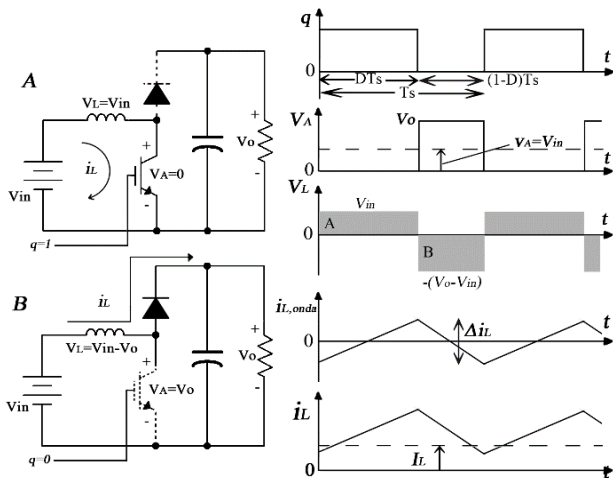 A
VL=Vin
iL
Vin
+
VA=0
-
+
Vo
-
q=1
B
iL
VL=Vin-Vo
Vin
+
VA=Vo
-
+
Vo
-
q=0
q
0
t
DTs
(1-D)Ts
Ts
VA
Vo
vA=Vin
0
t
VL
Vin
A
0
t
B
-(Vo-Vin)
iL,onda
0
t
ΔiL
iL
IL
0
t